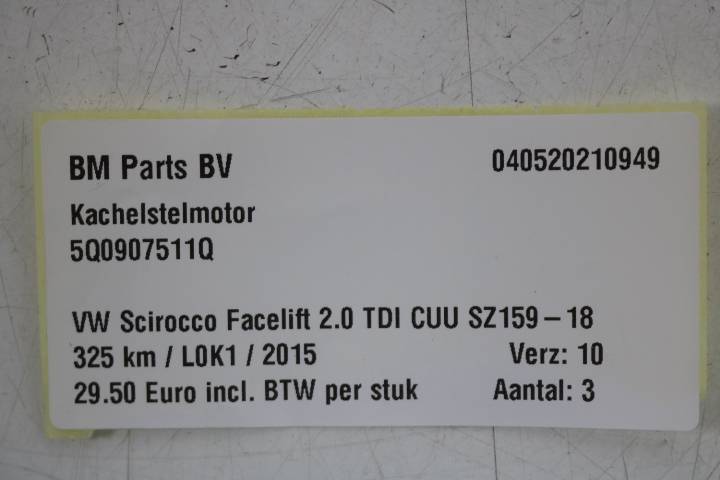 BM Parts BV 040520210949
Kachelstelmotor
5Q0907511Q
VW Scirocco Facelift 2.0 TDI CUU SZ159-18
325 km / L0K1 / 2015 Verz: 10
29.50 Euro incl. BTW per stuk Aantal: 3